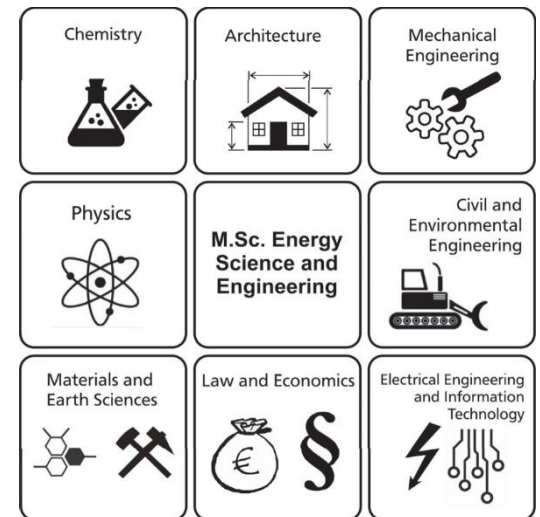 Chemistry
Architecture
Mechanical
Engineering
Physics
M.Sc. Energy
Science and
Engineering
Civil and
Environmental
Engineering
Materials and
Earth Sciences
Law and Economics
€
§
Electrical Engineering
and Information
Technology